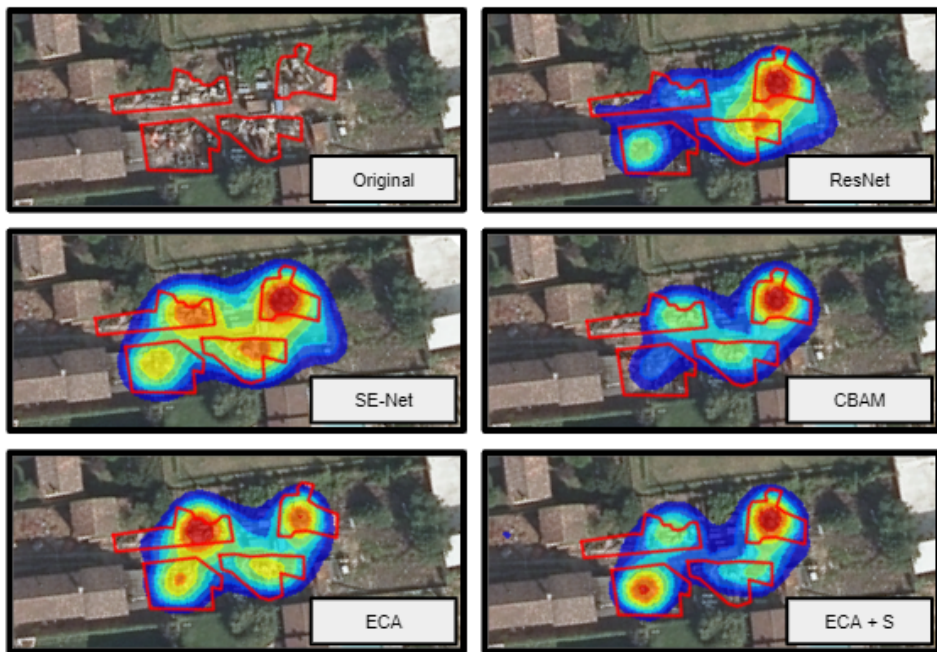 Original
ResNet
SE-Net
CBAM
ECA
ECA + S